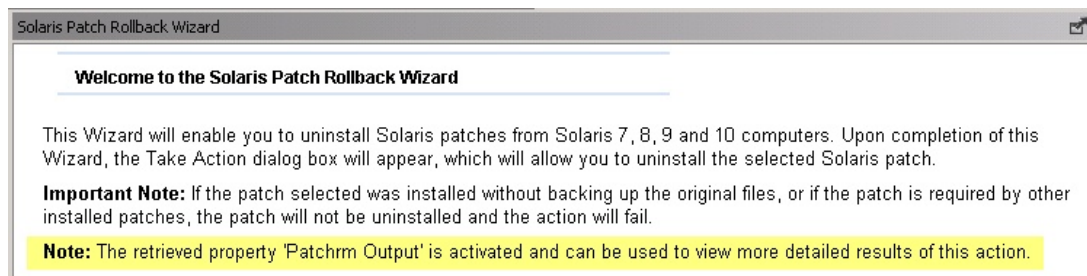 Solaris Patch Rollback Wizard
Welcome to the Solaris Patch Rollback Wizard
This Wizard will enable you to uninstall Solaris patches from Solaris 7, 8, 9 and 10 computers. Upon completion of this
Wizard, the Take Action dialog box will appear, which will allow you to uninstall the selected Solaris patch.
Important Note: If the patch selected was installed without backing up the original files, or if the patch is required by other
installed patches, the patch will not be uninstalled and the action will fail.
Note: The retrieved property 'Patchrm Output' is activated and can be used to view more detailed results of this action.